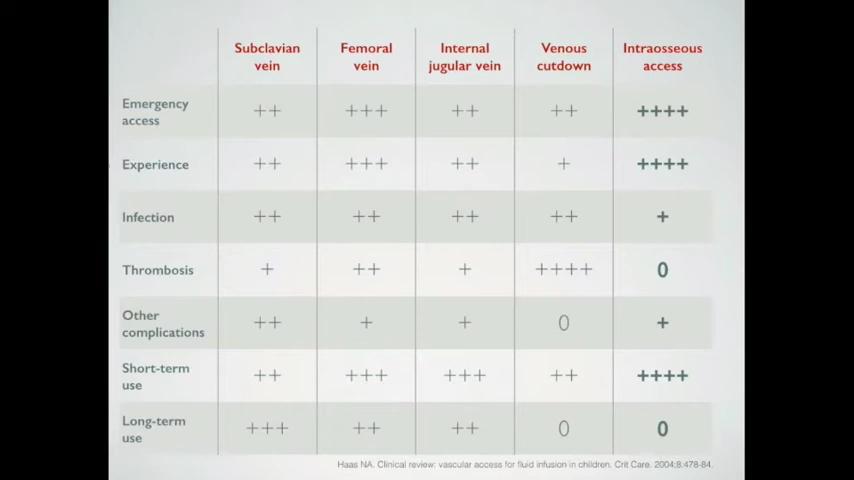 Subclavian vein Femoral vein Internal jugular vein Venous cutdown Intraosseous access
Emergency access ++ +++ ++ ++ ++++
Experience ++ +++ ++ + ++++
Infection ++ ++ ++ ++ +
Thrombosis + ++ + ++++ 0
Other complications ++ + + 0 +
Short-term use ++ +++ +++ ++ ++++
Long-term use +++ ++ ++ 0 0
Haas NA. Clinical review: vascular access for fluid infusion in children. Crit Care. 2004;8:478-84.